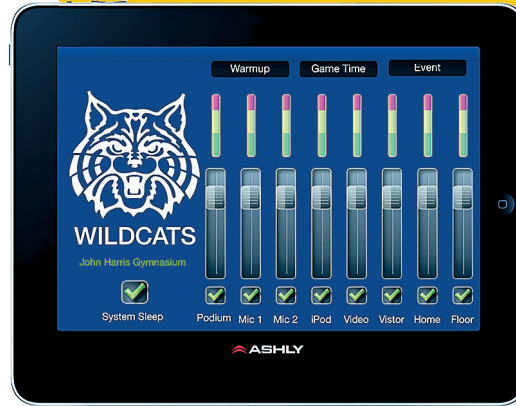 Warmup Game Time Event
WILDCATS
John Harris Gymnasium
System Sleep
Podium Mic 1 Mic 2 iPod Video Vistor Home Floor
ASHLY